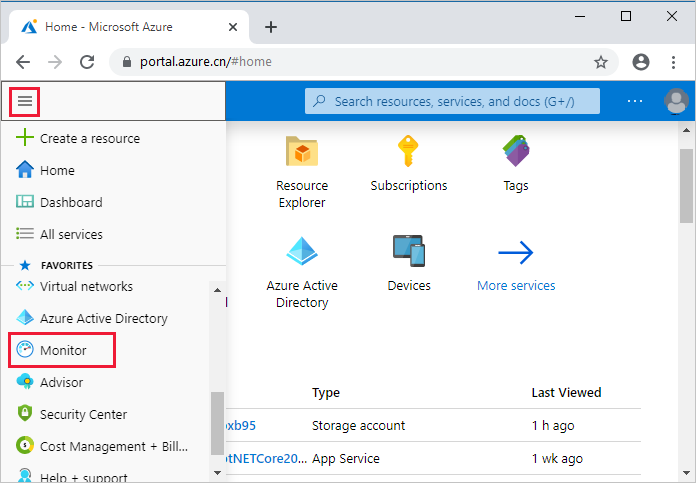 Home - Microsoft Azure
portal.azure.cn/#home
Search resources, services, and docs (G+/)
Create a resource
Home
Dashboard
All services
FAVORITES
Virtual networks
Azure Active Directory
Monitor
Advisor
Security Center
Cost Management + Bill...
Help + support
Resource
Explorer
Subscriptions
Tags
Azure Active
Directory
Devices
More services
Type
Last Viewed
xb95
Storage account
1 h ago
otNETCore20...
App Service
1 wk ago